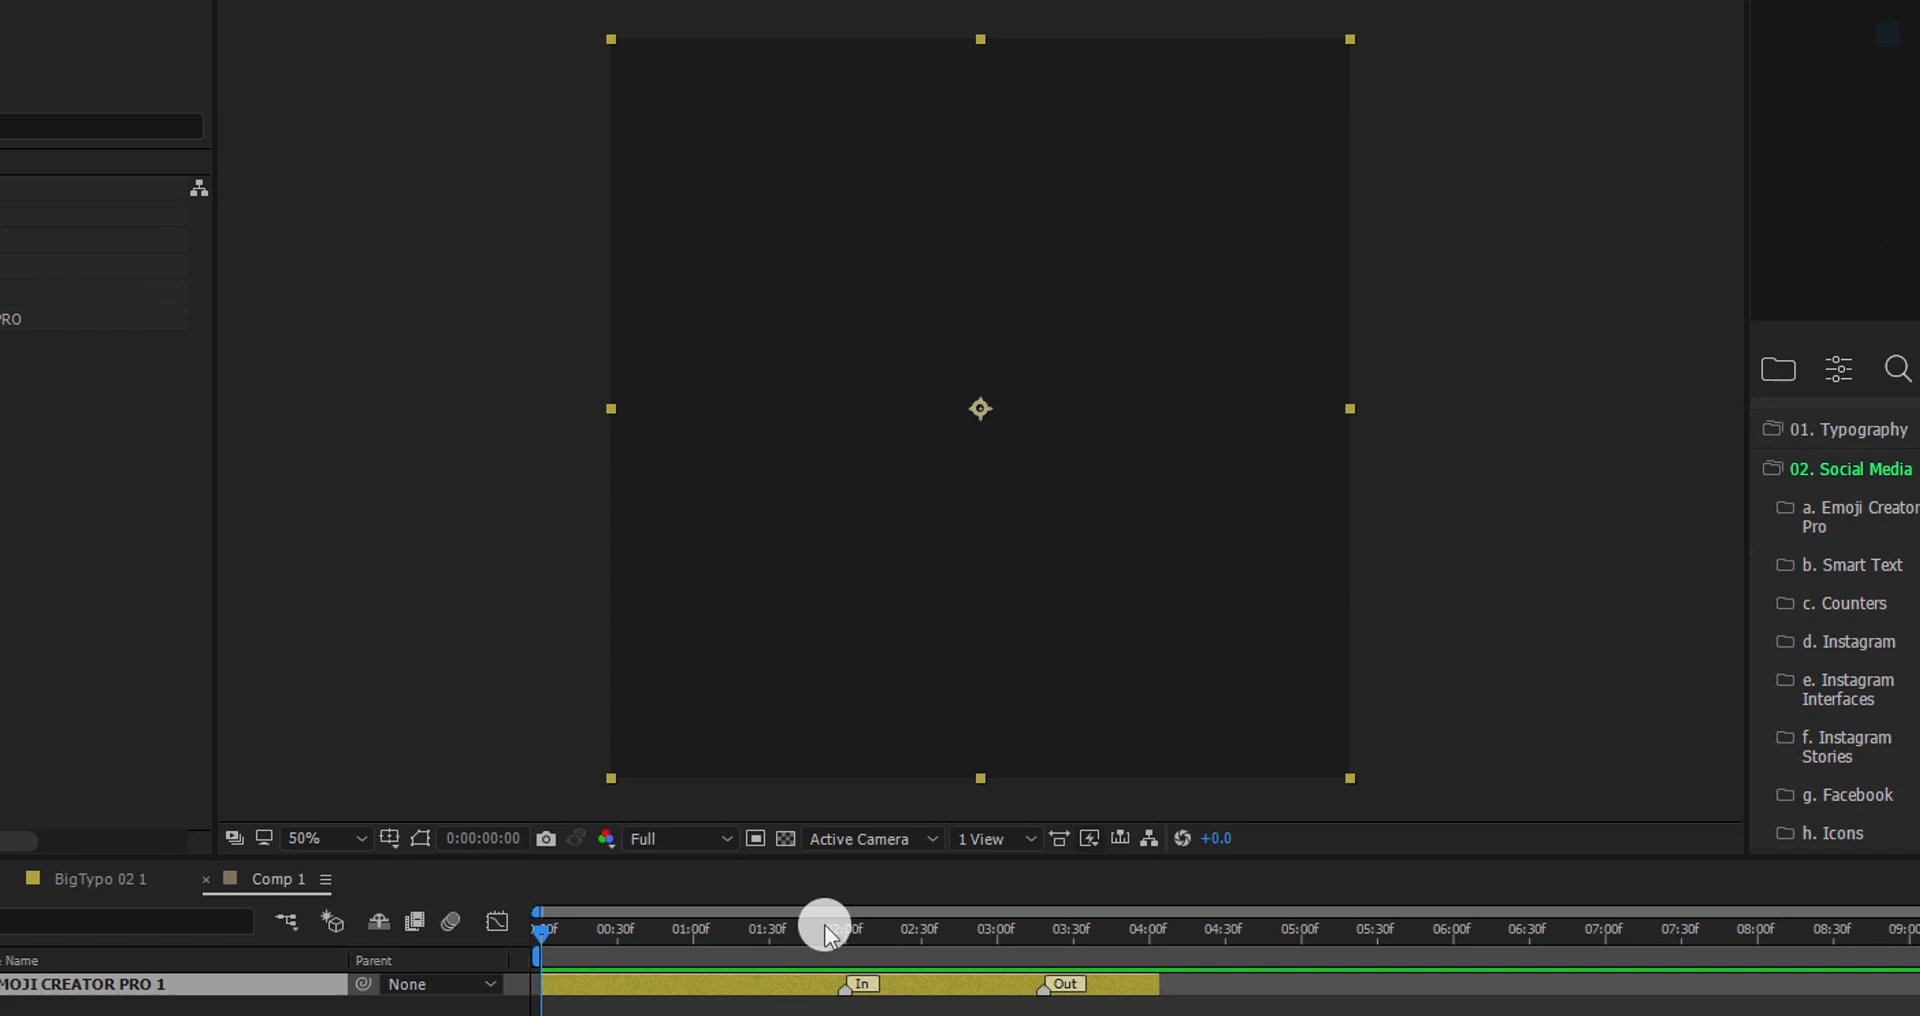 PRO
01. Typography
02. Social Media
a. Emoji Creator
Pro
b. Smart Text
c. Counters
d. Instagram
e. Instagram
Interfaces
f. Instagram
Stories
g. Facebook
h. Icons
50%
0:00:00:00
Full
Active Camera
1 View
+0.0
BigTypo 02 1
× Comp 1
00:30f 01:00f 01:30f 02:30f 03:00f 03:30f 04:00f 04:30f 05:00f 05:30f 06:00f 06:30f 07:00f 07:30f 08:00f 08:30f 09:00
Name Parent
MOJI CREATOR PRO 1 None In Out